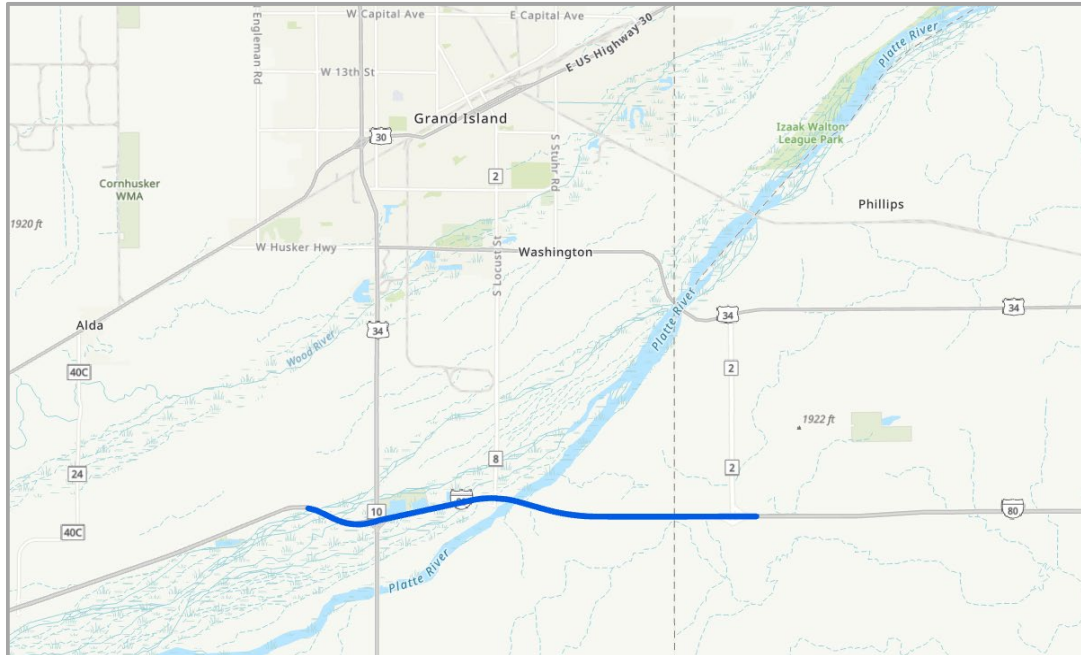 N Engleman Rd
W Capital Ave
E Capital Ave
E US Highway 30
Platte River
W 13th St
Grand Island
30
Izaak Walton
League Park
S Stuhr Rd
2
Cornhusker
WMA
Phillips
1920 ft
W Husker Hwy
Washington
S Locust St
Platte River
34
34
34
Alda
Wood River
40C
2
1922 ft
8
24
2
80
10
80
40C
Platte River